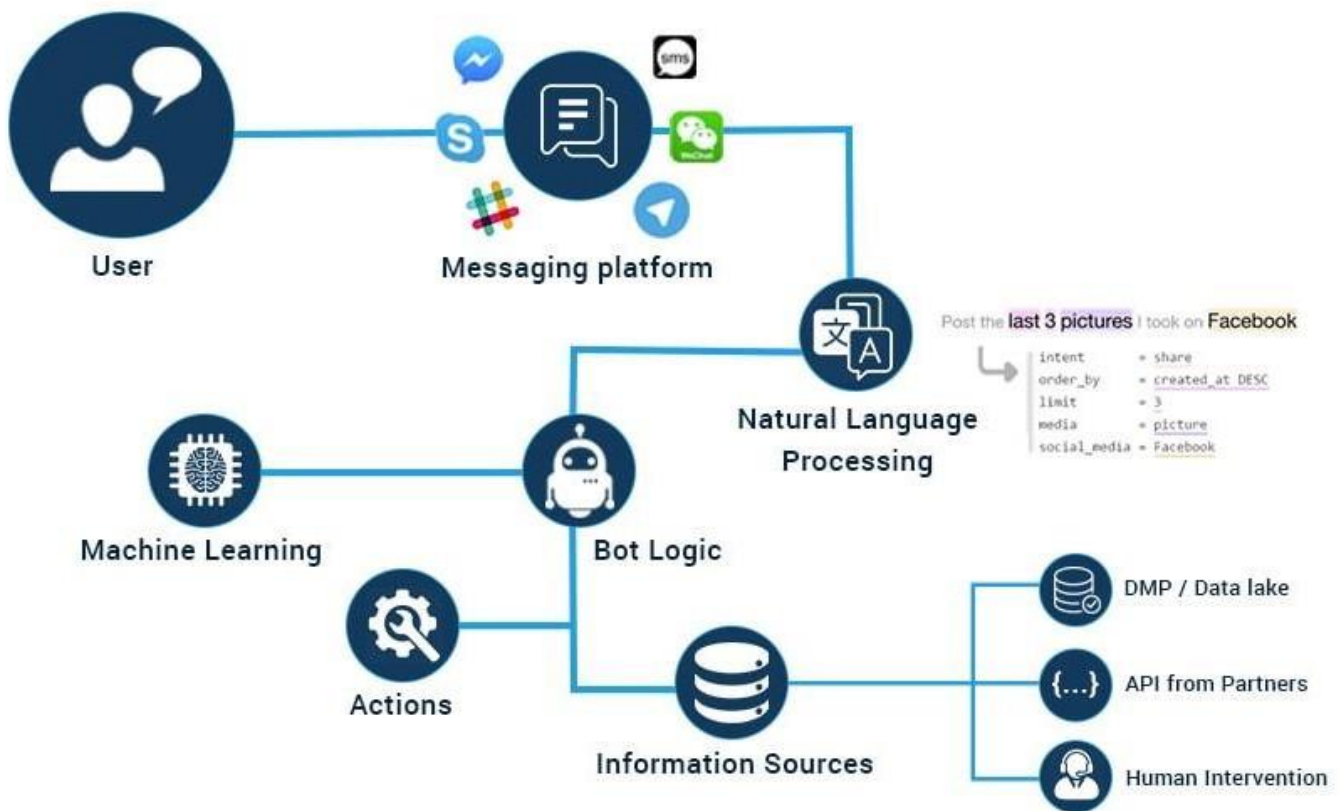 sms
S
WeChat
User
Messaging platform
文
A
Post the last 3 pictures I took on Facebook
intent = share
order_by = created_at DESC
limit = 3
media = picture
social_media = Facebook
Natural Language
Processing
Machine Learning
Bot Logic
Actions
Information Sources
DMP / Data lake
{...} API from Partners
Human Intervention